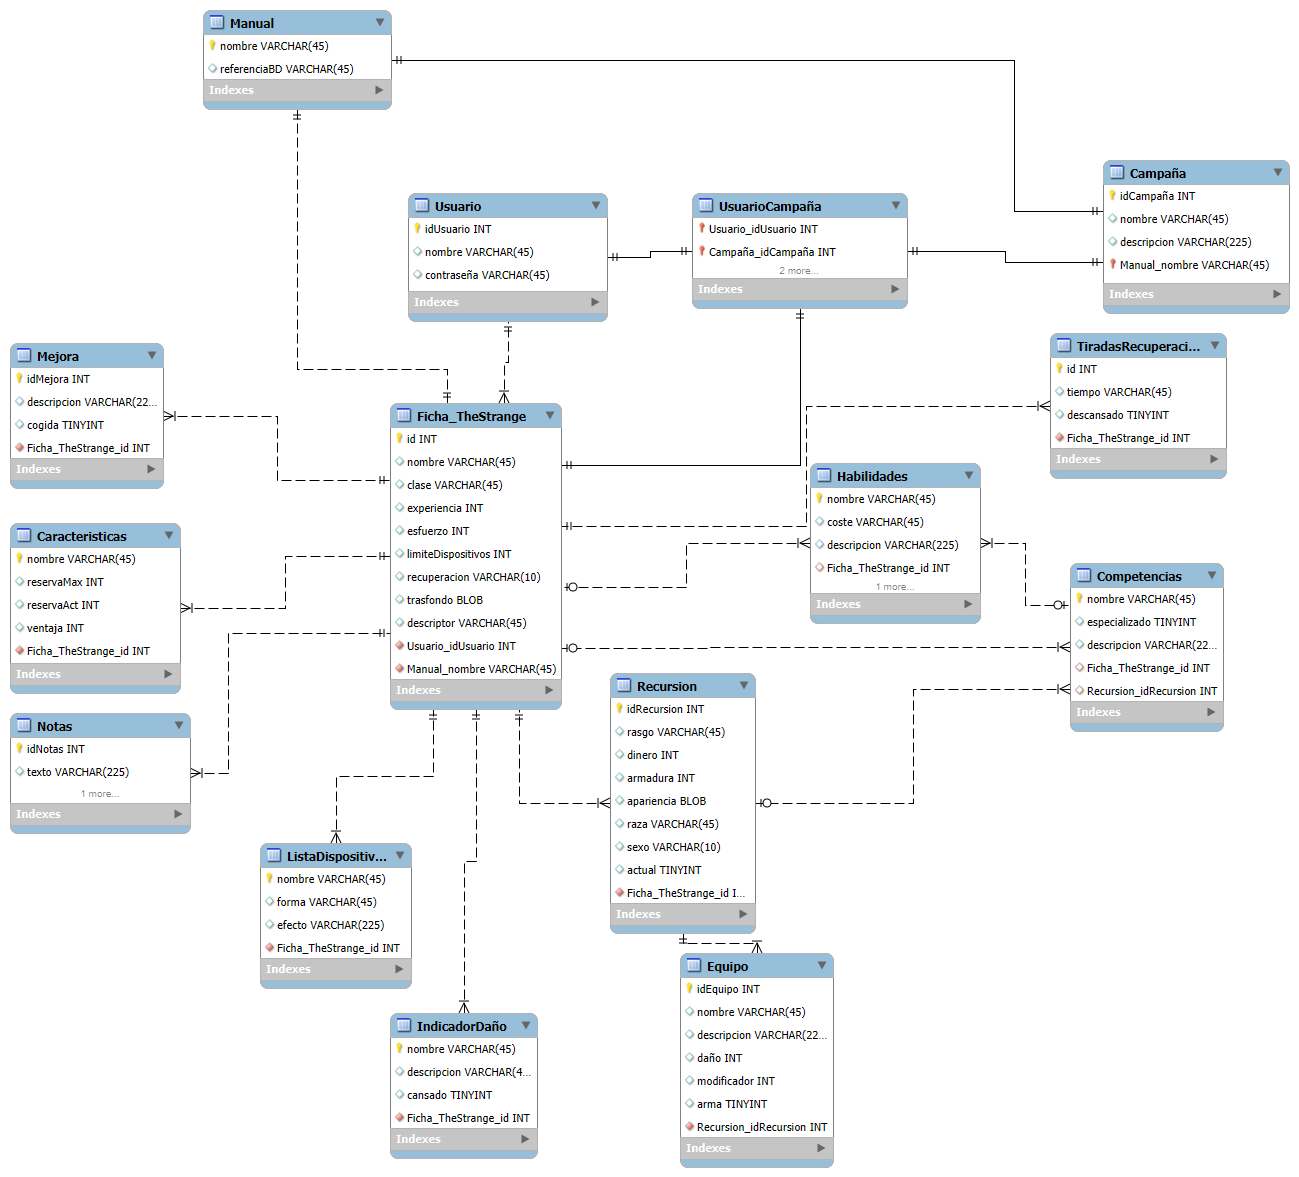 Manual
nombre VARCHAR(45)
referenciaBD VARCHAR(45)
Indexes
Campaña
idCampaña INT
nombre VARCHAR(45)
descripcion VARCHAR(225)
Manual_nombre VARCHAR(45)
Indexes
Usuario
idUsuario INT
nombre VARCHAR(45)
contraseña VARCHAR(45)
Indexes
UsuarioCampaña
Usuario_idUsuario INT
Campaña_idCampaña INT
2 more...
Indexes
Mejora
idMejora INT
descripcion VARCHAR(22...
cogida TINYINT
Ficha_TheStrange_id INT
Indexes
TiradasRecuperaci...
id INT
tiempo VARCHAR(45)
descansado TINYINT
Ficha_TheStrange_id INT
Indexes
Ficha_TheStrange
id INT
nombre VARCHAR(45)
clase VARCHAR(45)
experiencia INT
esfuerzo INT
limiteDispositivos INT
recuperacion VARCHAR(10)
trasfondo BLOB
descriptor VARCHAR(45)
Usuario_idUsuario INT
Manual_nombre VARCHAR(45)
Indexes
Habilidades
nombre VARCHAR(45)
coste VARCHAR(45)
descripcion VARCHAR(225)
Ficha_TheStrange_id INT
1 more...
Indexes
Caracteristicas
nombre VARCHAR(45)
reservaMax INT
reservaAct INT
ventaja INT
Ficha_TheStrange_id INT
Indexes
Competencias
nombre VARCHAR(45)
especializado TINYINT
descripcion VARCHAR(22...
Ficha_TheStrange_id INT
Recursion_idRecursion INT
Indexes
Notas
idNotas INT
texto VARCHAR(225)
1 more...
Indexes
Recursion
idRecursion INT
rasgo VARCHAR(45)
dinero INT
armadura INT
apariencia BLOB
raza VARCHAR(45)
sexo VARCHAR(10)
actual TINYINT
Ficha_TheStrange_id I...
Indexes
ListaDispositiv...
nombre VARCHAR(45)
forma VARCHAR(45)
efecto VARCHAR(225)
Ficha_TheStrange_id INT
Indexes
IndicadorDaño
nombre VARCHAR(45)
descripcion VARCHAR(4...
cansado TINYINT
Ficha_TheStrange_id INT
Indexes
Equipo
idEquipo INT
nombre VARCHAR(45)
descripcion VARCHAR(22...
daño INT
modificador INT
arma TINYINT
Recursion_idRecursion INT
Indexes